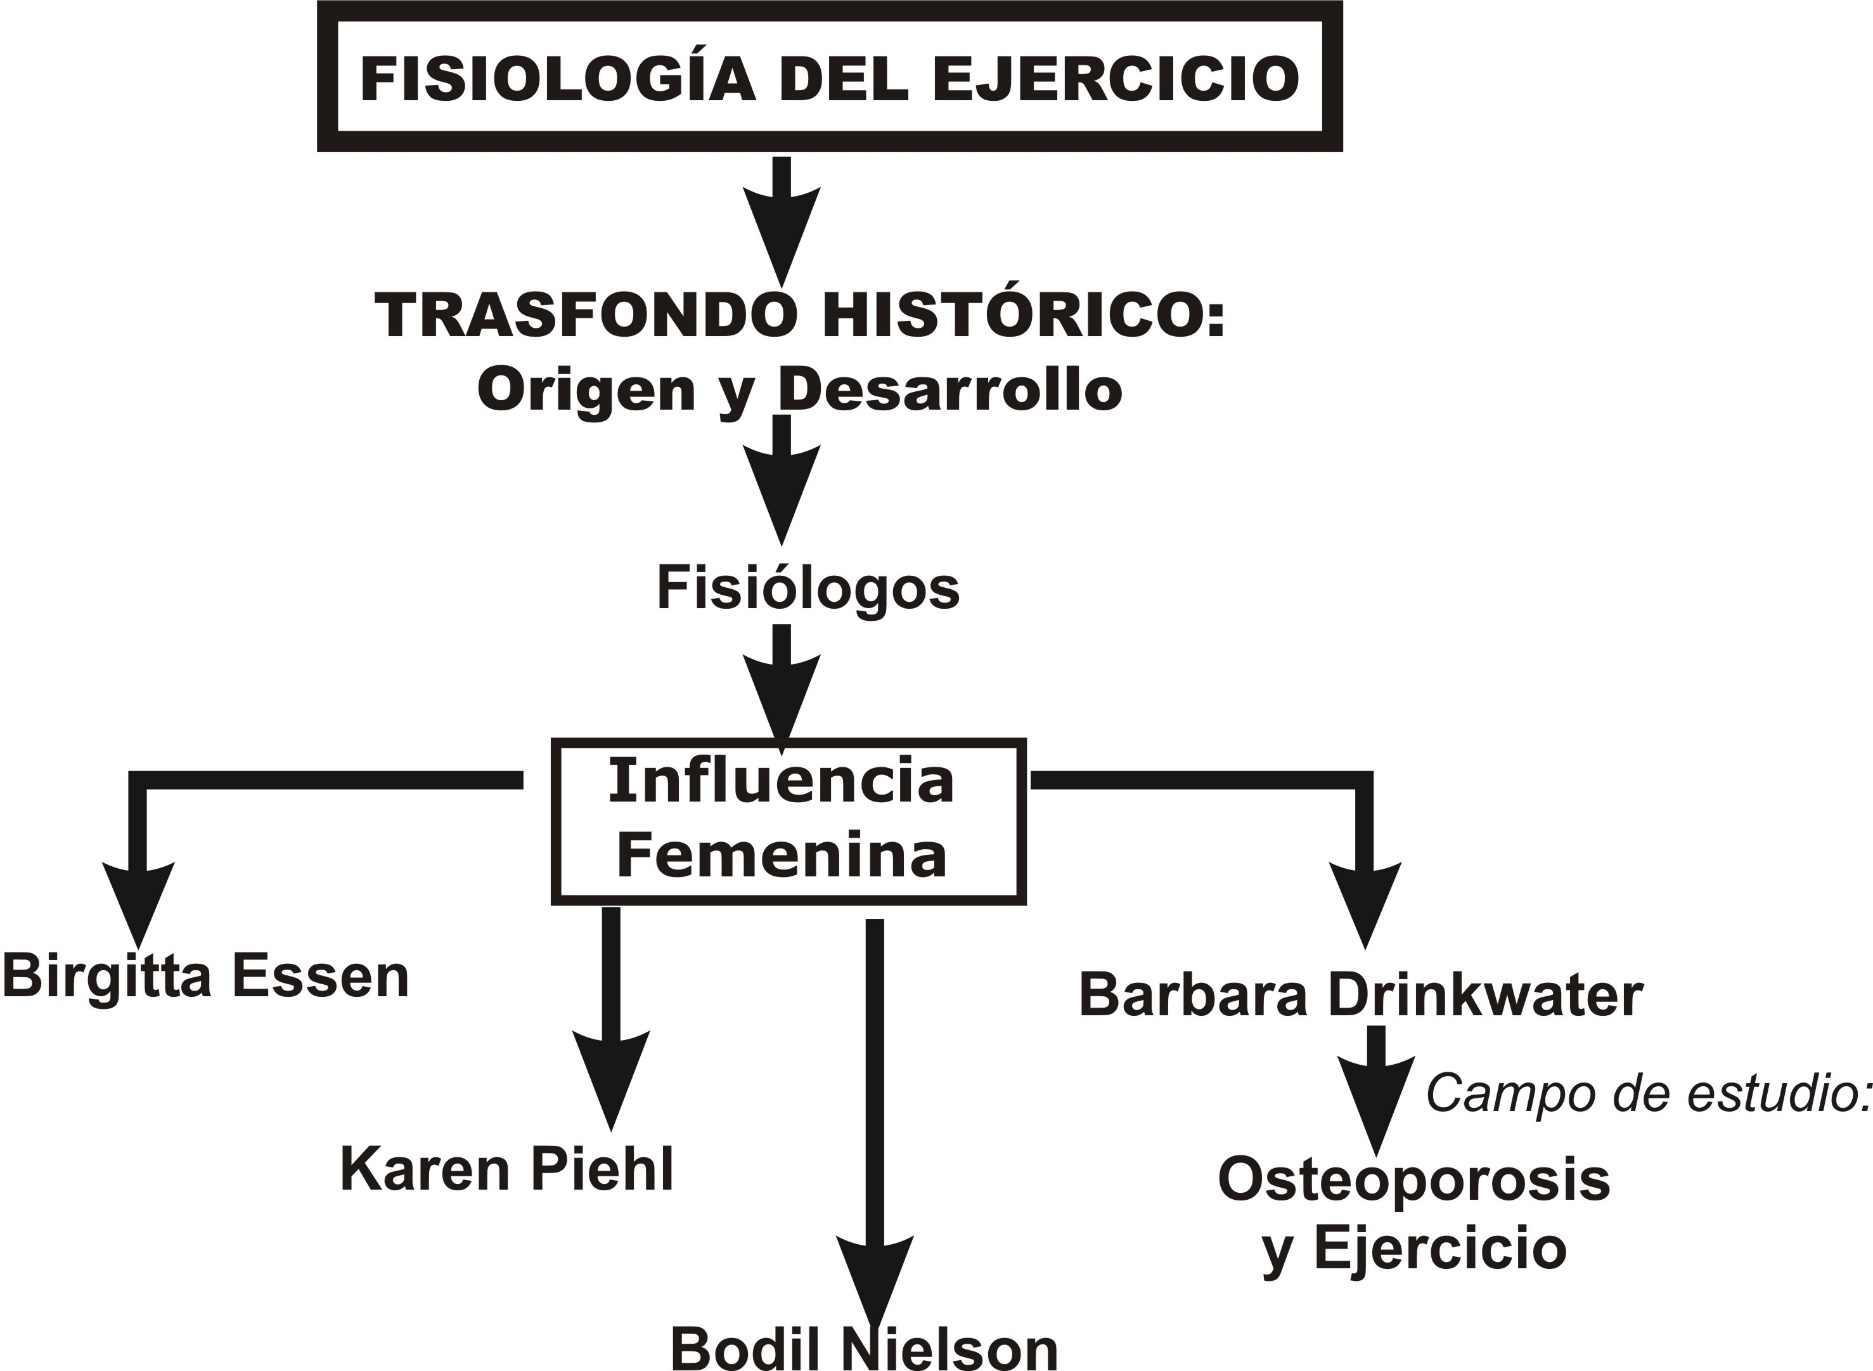 FISIOLOGÍA DEL EJERCICIO
TRASFONDO HISTÓRICO:
Origen y Desarrollo
Fisiólogos
Influencia
Femenina
Birgitta Essen
Barbara Drinkwater
Campo de estudio:
Karen Piehl
Osteoporosis
y Ejercicio
Bodil Nielson